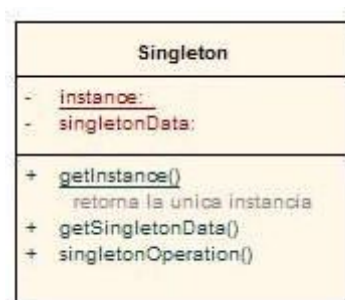 Singleton
- instance:
- singletonData:
+ getInstance()
retorna la unica instancia
+ getSingletonData()
+ singletonOperation()